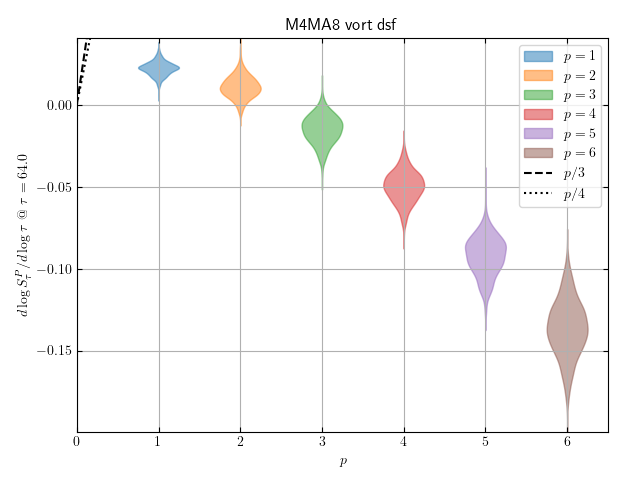 M4MA8 vort dsf
d log S_τ^P / d log τ @ τ = 64.0
0.00
−0.05
−0.10
−0.15
0 1 2 3 4 5 6
p
p = 1
p = 2
p = 3
p = 4
p = 5
p = 6
p/3
p/4